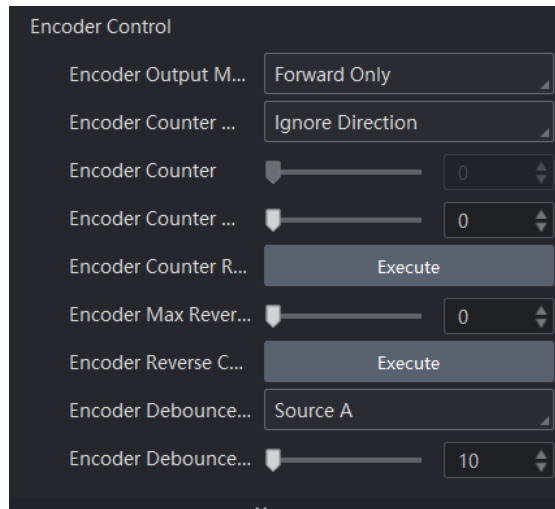 Encoder Control
Encoder Output M... Forward Only
Encoder Counter ... Ignore Direction
Encoder Counter 0
Encoder Counter ... 0
Encoder Counter R... Execute
Encoder Max Rever... 0
Encoder Reverse C... Execute
Encoder Debounce... Source A
Encoder Debounce... 10